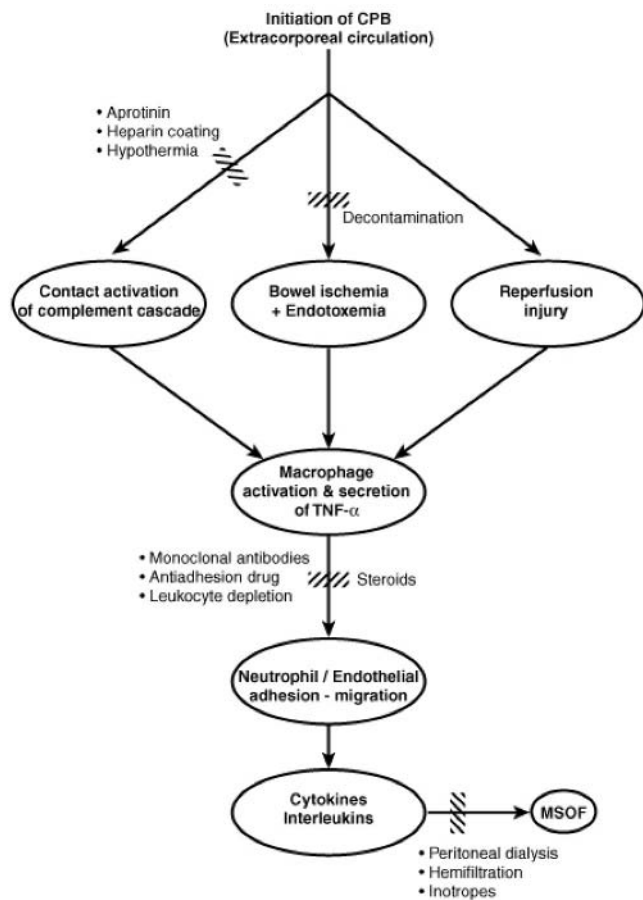 Initiation of CPB
(Extracorporeal circulation)
• Aprotinin
• Heparin coating
• Hypothermia
Decontamination
Contact activation
of complement cascade
Bowel ischemia
+ Endotoxemia
Reperfusion
injury
Macrophage
activation & secretion
of TNF-α
• Monoclonal antibodies
• Antiadhesion drug
• Leukocyte depletion
Steroids
Neutrophil / Endothelial
adhesion - migration
Cytokines
Interleukins
MSOF
• Peritoneal dialysis
• Hemifiltration
• Inotropes